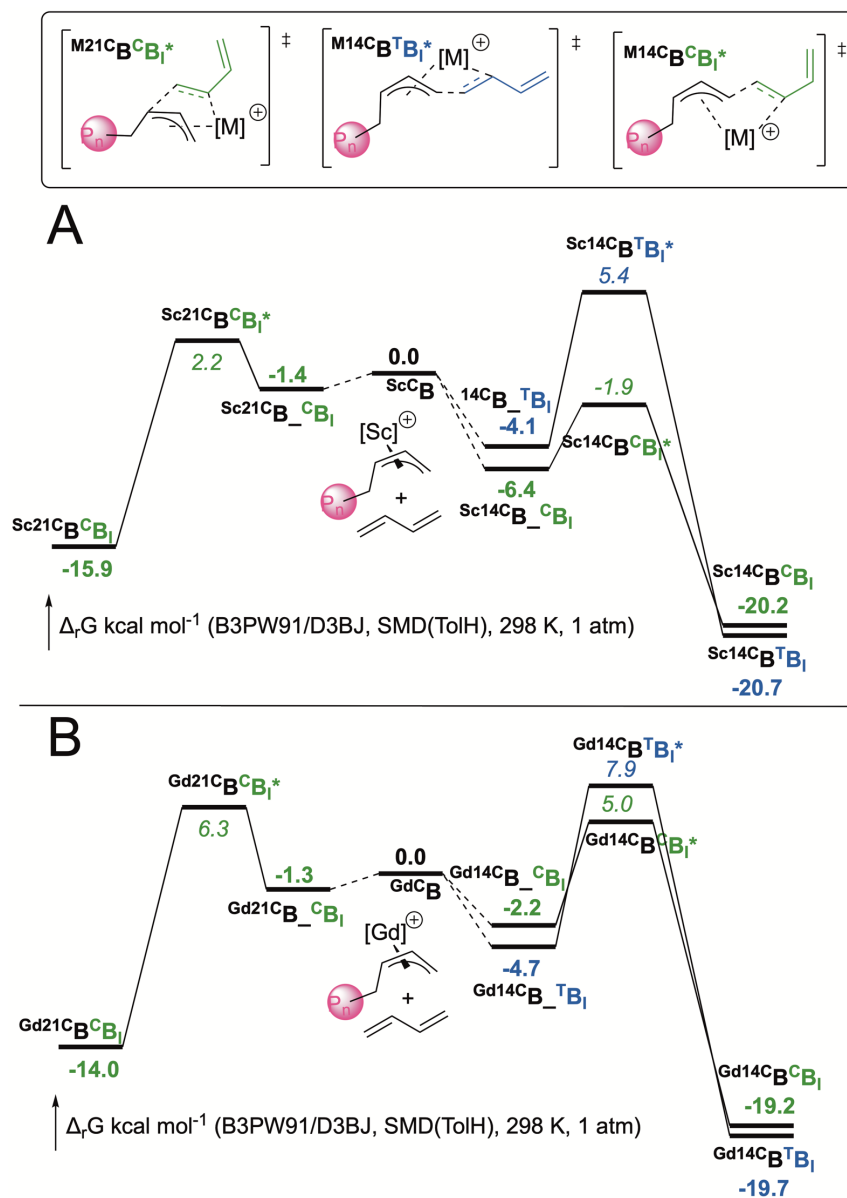 M21CBCBI* ‡ M14CBTBI* ‡ M14CBCBI* ‡
[M]⊕ [M]⊕ [M]⊕
Pn Pn Pn
A
Sc14CBTBI*
5.4
Sc21CBCBI*
2.2
-1.4
Sc21CB_CBI
0.0
ScCB
14CB_TBI
-4.1
-1.9
Sc14CBCBI*
[Sc]⊕
Pn
+
-6.4
Sc14CB_CBI
Sc21CBCBI
-15.9
Sc14CBCBI
-20.2
Sc14CBTBI
-20.7
ΔrG kcal mol-1 (B3PW91/D3BJ, SMD(TolH), 298 K, 1 atm)
B
Gd14CBTBI*
7.9
5.0
Gd14CBCBI*
Gd21CBCBI*
6.3
-1.3
Gd21CB_CBI
0.0
GdCB
Gd14CB_CBI
-2.2
-4.7
Gd14CB_TBI
[Gd]⊕
Pn
+
Gd21CBCBI
-14.0
Gd14CBCBI
-19.2
Gd14CBTBI
-19.7
ΔrG kcal mol-1 (B3PW91/D3BJ, SMD(TolH), 298 K, 1 atm)